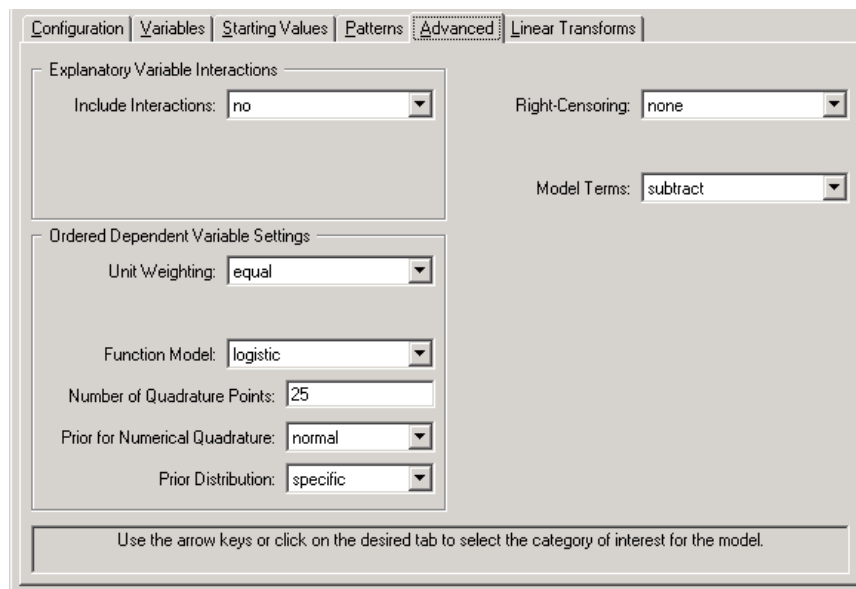 Configuration Variables Starting Values Patterns Advanced Linear Transforms
Explanatory Variable Interactions
Include Interactions: no
Right-Censoring: none
Model Terms: subtract
Ordered Dependent Variable Settings
Unit Weighting: equal
Function Model: logistic
Number of Quadrature Points: 25
Prior for Numerical Quadrature: normal
Prior Distribution: specific
Use the arrow keys or click on the desired tab to select the category of interest for the model.